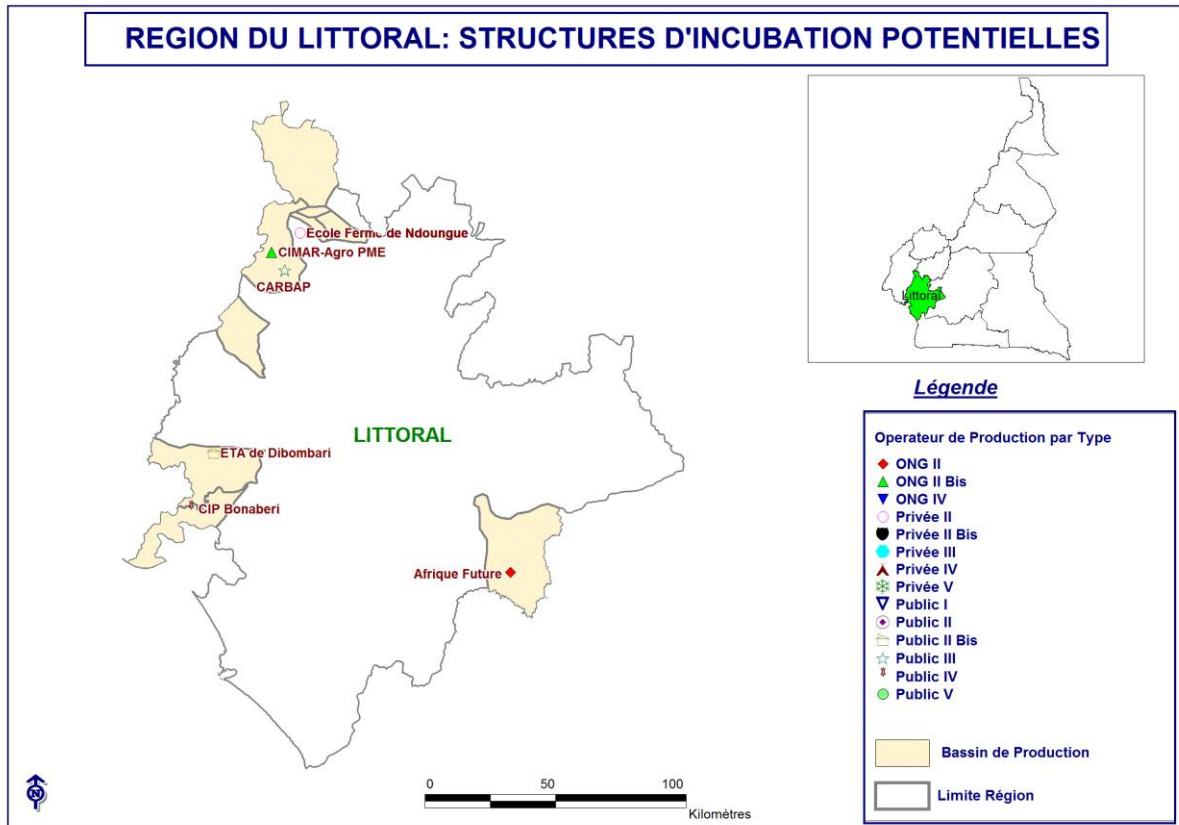 REGION DU LITTORAL: STRUCTURES D'INCUBATION POTENTIELLES
Littoral
Ecole Ferme de Ndoungue
CIMAR-Agro PME
CARBAP
LITTORAL
ETA de Dibombari
CIP Bonaberi
Afrique Future
Légende
Operateur de Production par Type
ONG II
ONG II Bis
ONG IV
Privée II
Privée II Bis
Privée III
Privée IV
Privée V
Public I
Public II
Public II Bis
Public III
Public IV
Public V
Bassin de Production
Limite Région
N
0 50 100
Kilomètres